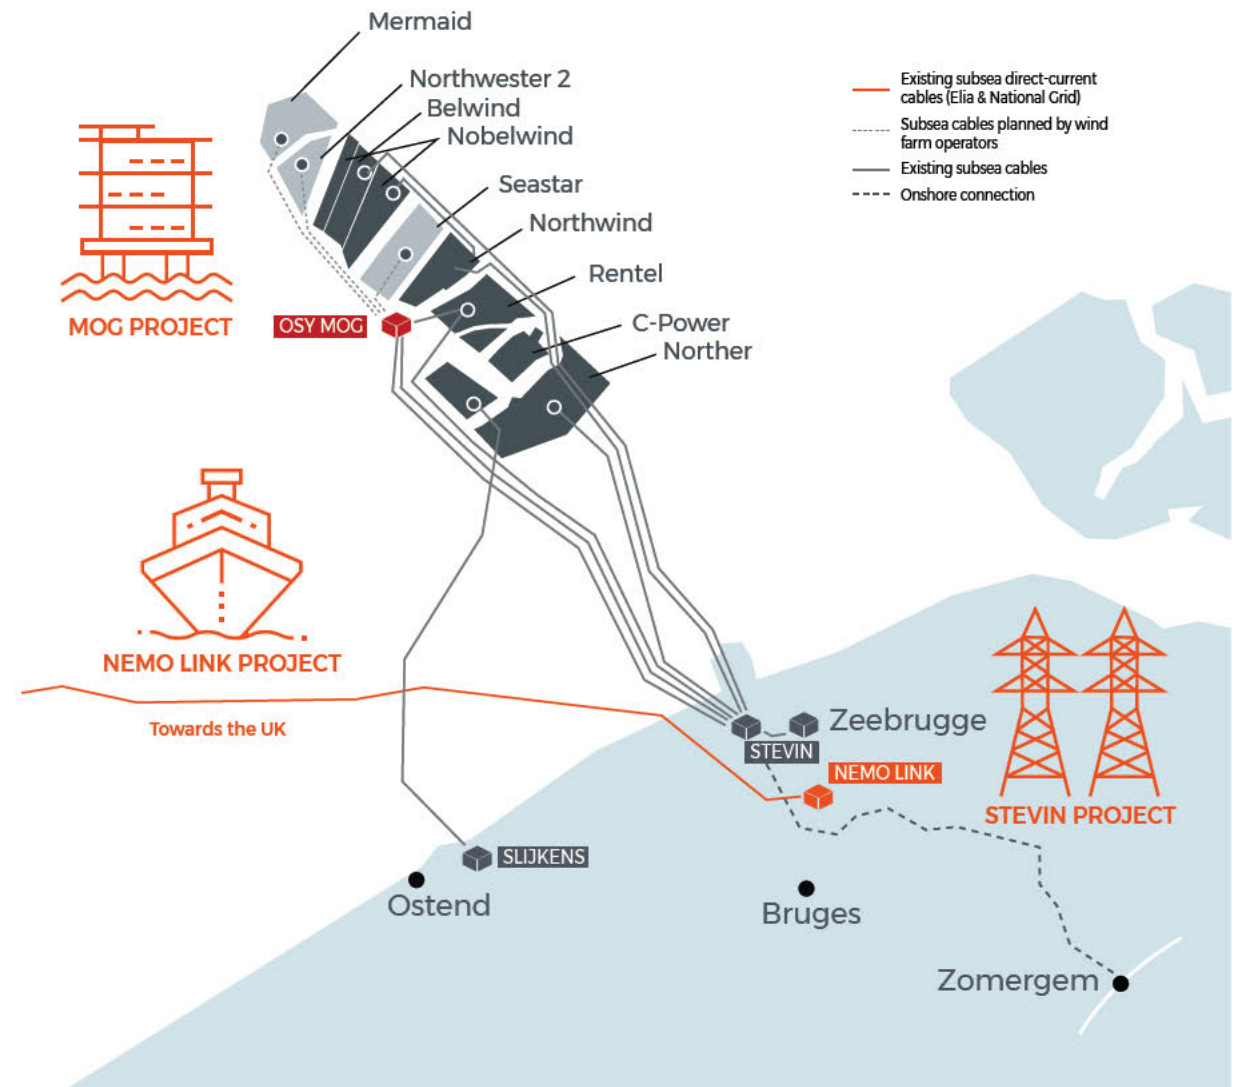 Mermaid
Northwester 2
Belwind
Nobelwind
Seastar
Northwind
Rentel
C-Power
Norther
Existing subsea direct-current
cables (Elia & National Grid)
Subsea cables planned by wind
farm operators
Existing subsea cables
Onshore connection
MOG PROJECT
OSY MOG
NEMO LINK PROJECT
Towards the UK
Zeebrugge
STEVIN
NEMO LINK
STEVIN PROJECT
SLIJKENS
Ostend
Bruges
Zomergem